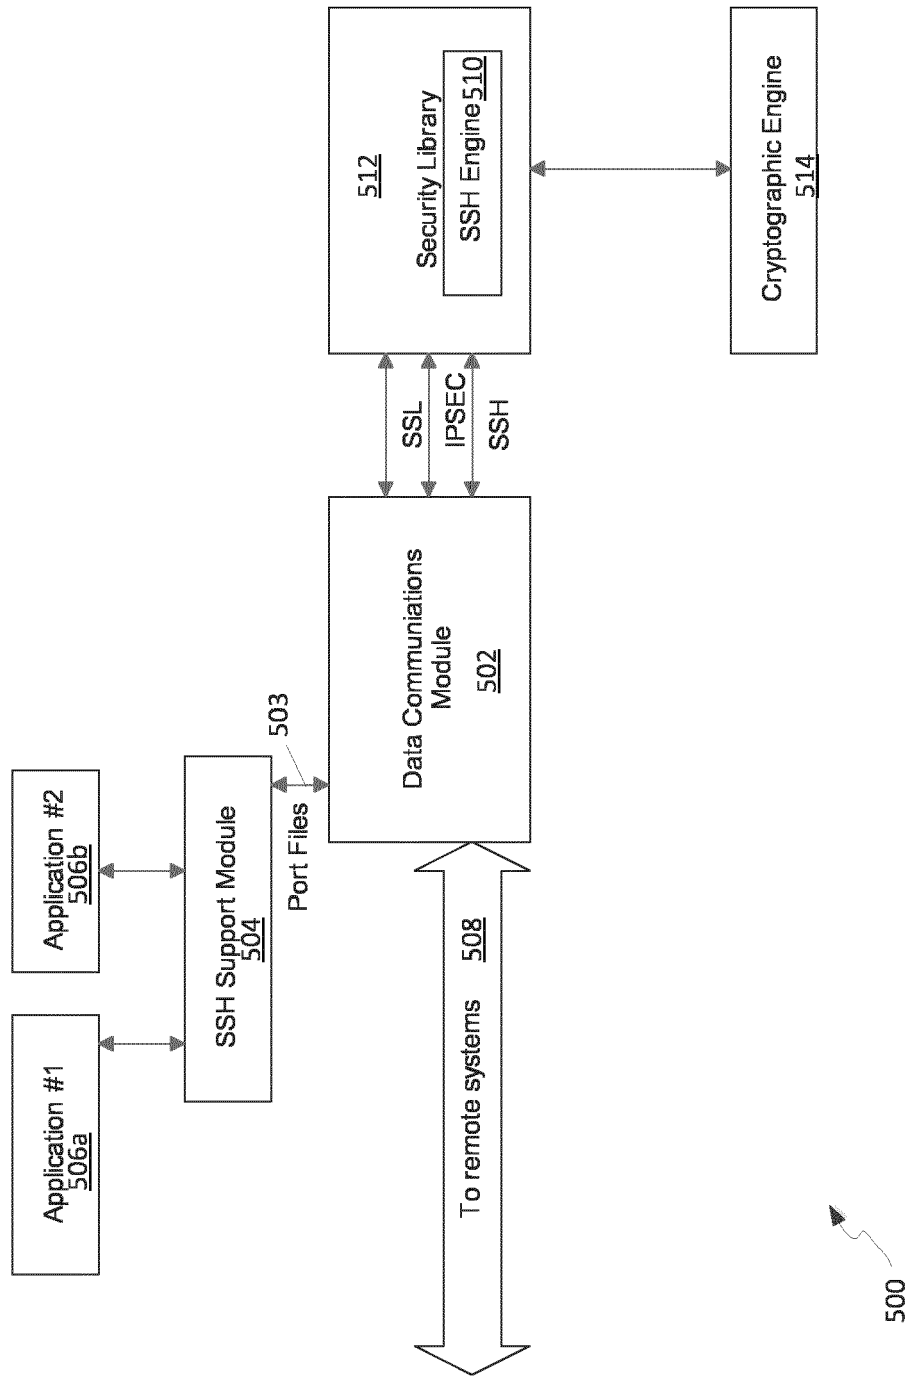 Application #1
506a
Application #2
506b
SSH Support Module
504
Port Files
503
To remote systems
508
Data Communiations
Module
502
SSL
IPSEC
SSH
512
Security Library
SSH Engine 510
Cryptographic Engine
514
500